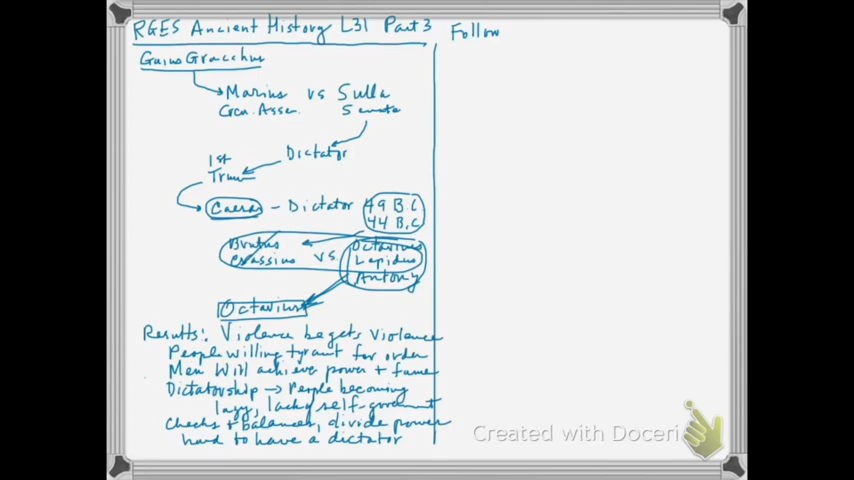 RGES Ancient History L31 Part 3
Follow
Gaius Gracchus
Marius vs Sulla
Gen. Assem. Senate
Dictator
1st
Trium
Caesar - Dictator 49 B.C
44 B.C
Brutus Octavius
Crassius vs. Lepidus
Antony
Octavius
Results: Violence begets violence
People willing tyrant for order
Men will achieve power + fame
Dictatorship → People becoming
lazy, lacks self-government
Checks + balances, divide power
hard to have a dictator
Created with Doceri